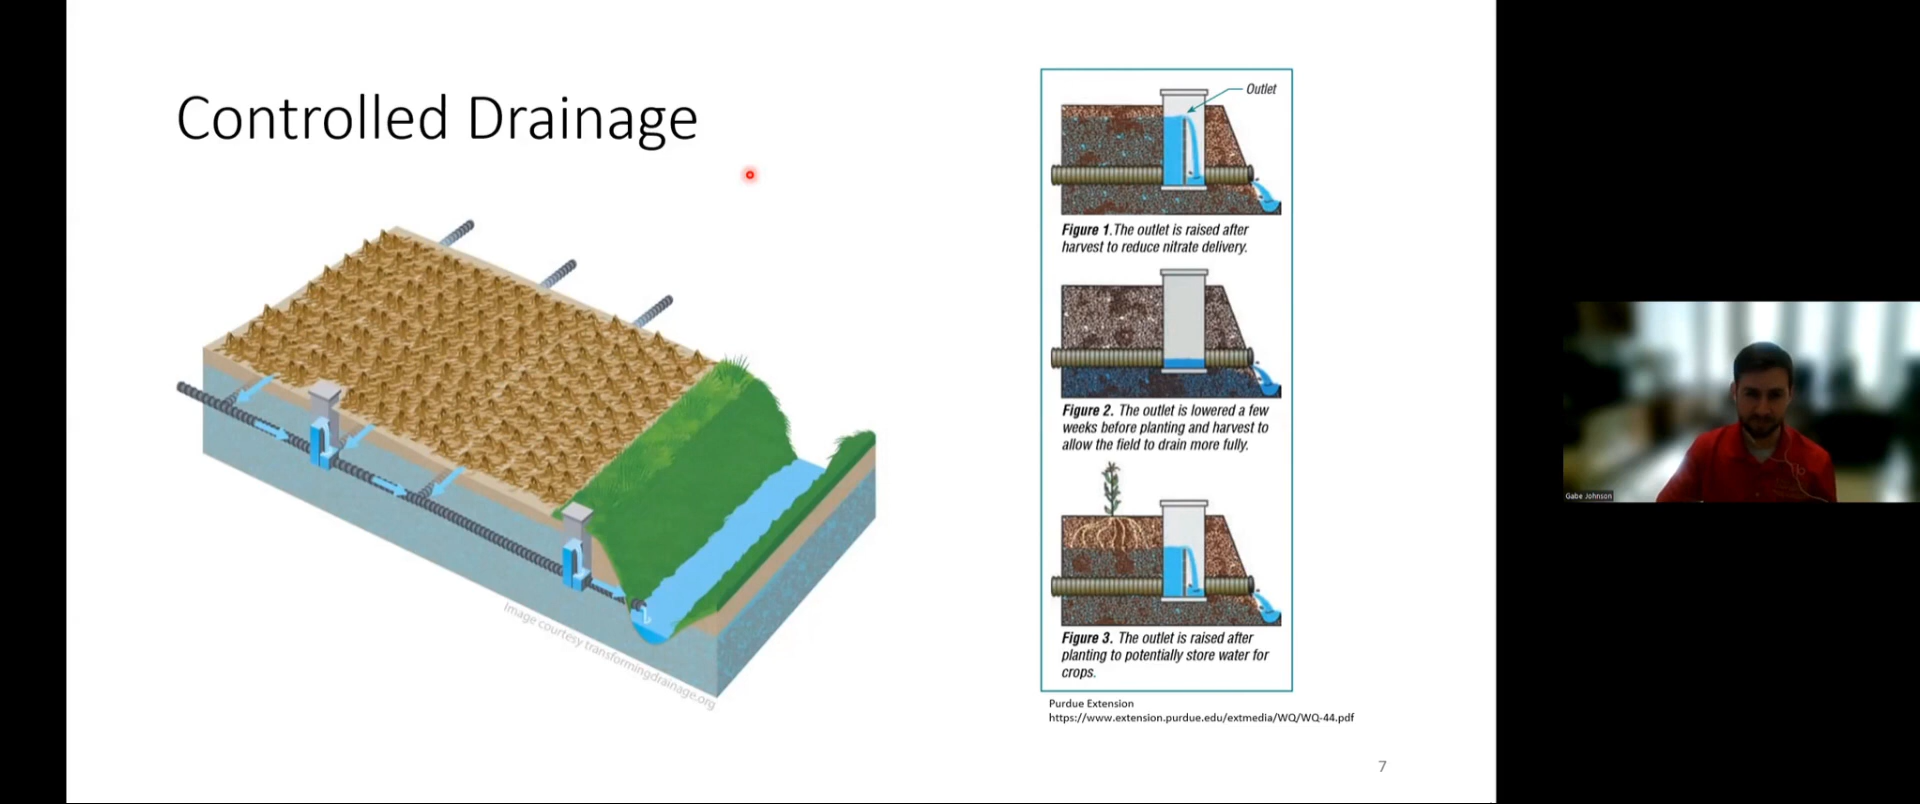 Controlled Drainage
Image courtesy transformingdrainage.org
Outlet
Figure 1.The outlet is raised after
harvest to reduce nitrate delivery.
Figure 2. The outlet is lowered a few
weeks before planting and harvest to
allow the field to drain more fully.
Figure 3. The outlet is raised after
planting to potentially store water for
crops.
Purdue Extension
https://www.extension.purdue.edu/extmedia/WQ/WQ-44.pdf
7
Gabe Johnson